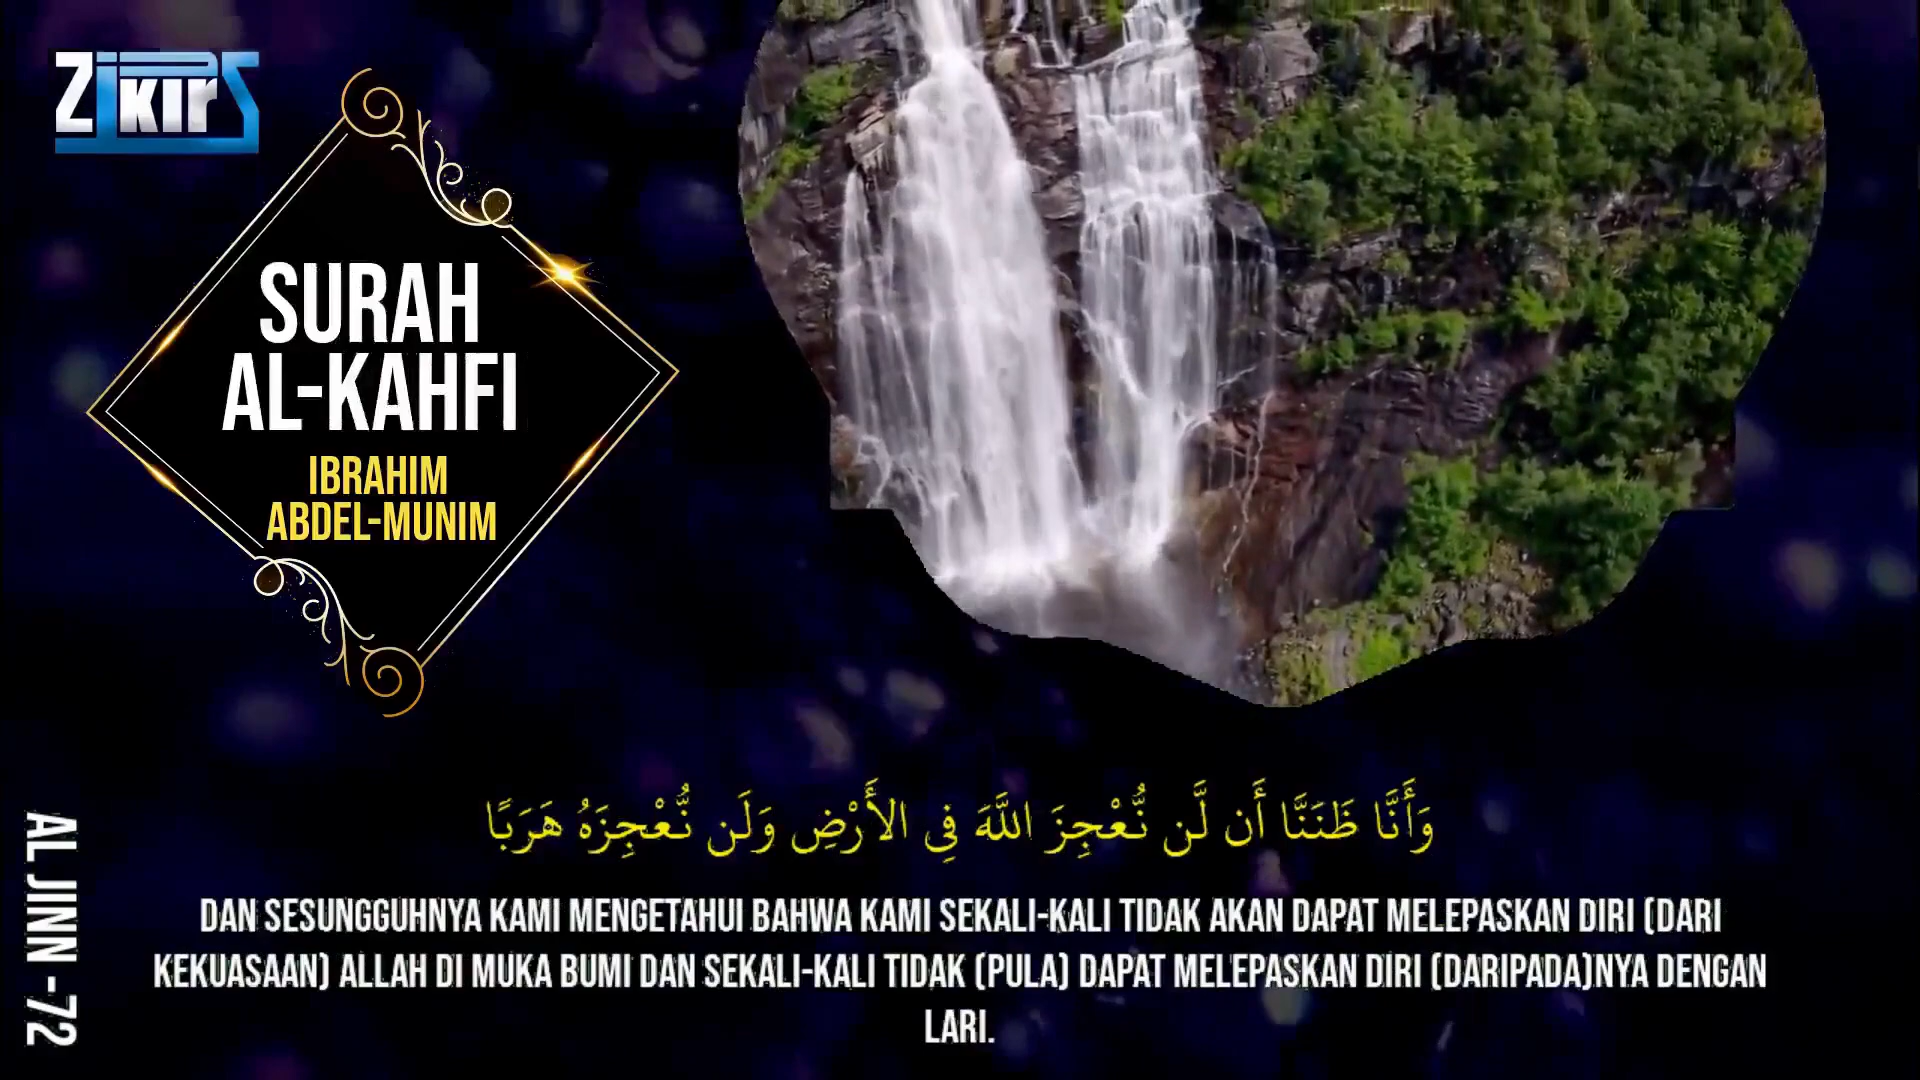 ZikirS
SURAH
AL-KAHFI
IBRAHIM
ABDEL-MUNIM
وَأَنَّا ظَنَنَّا أَن لَّن نُّعْجِزَ اللَّهَ فِي الأَرْضِ وَلَن نُّعْجِزَهُ هَرَبًا
DAN SESUNGGUHNYA KAMI MENGETAHUI BAHWA KAMI SEKALI-KALI TIDAK AKAN DAPAT MELEPASKAN DIRI (DARI
KEKUASAAN) ALLAH DI MUKA BUMI DAN SEKALI-KALI TIDAK (PULA) DAPAT MELEPASKAN DIRI (DARIPADA)NYA DENGAN
LARI.
AL JINN -72